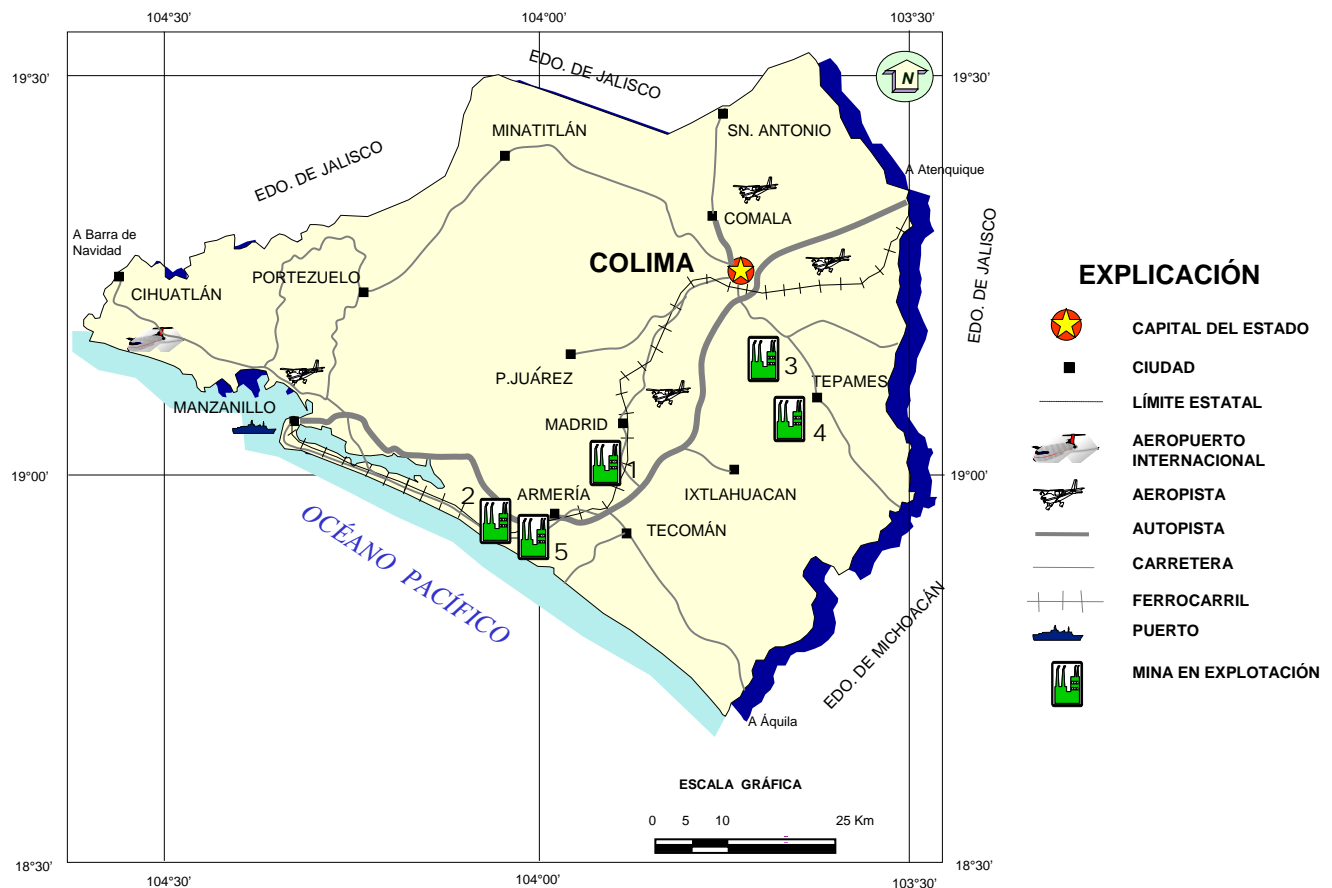 104°30'
104°00'
103°30'
19°30'
19°30'
EDO. DE JALISCO
N
MINATITLÁN
SN. ANTONIO
EDO. DE JALISCO
A Atenquique
COMALA
EDO. DE JALISCO
A Barra de
Navidad
COLIMA
CIHUATLÁN
PORTEZUELO
P.JUÁREZ
3
TEPAMES
MANZANILLO
MADRID
4
19°00'
19°00'
1
2
ARMERÍA
IXTLAHUACAN
5
TECOMÁN
OCÉANO PACÍFICO
EDO. DE MICHOACÁN
A Áquila
ESCALA GRÁFICA
0 5 10 25 Km
18°30'
18°30'
104°30'
104°00'
103°30'
EXPLICACIÓN
CAPITAL DEL ESTADO
CIUDAD
LÍMITE ESTATAL
AEROPUERTO
INTERNACIONAL
AEROPISTA
AUTOPISTA
CARRETERA
FERROCARRIL
PUERTO
MINA EN EXPLOTACIÓN